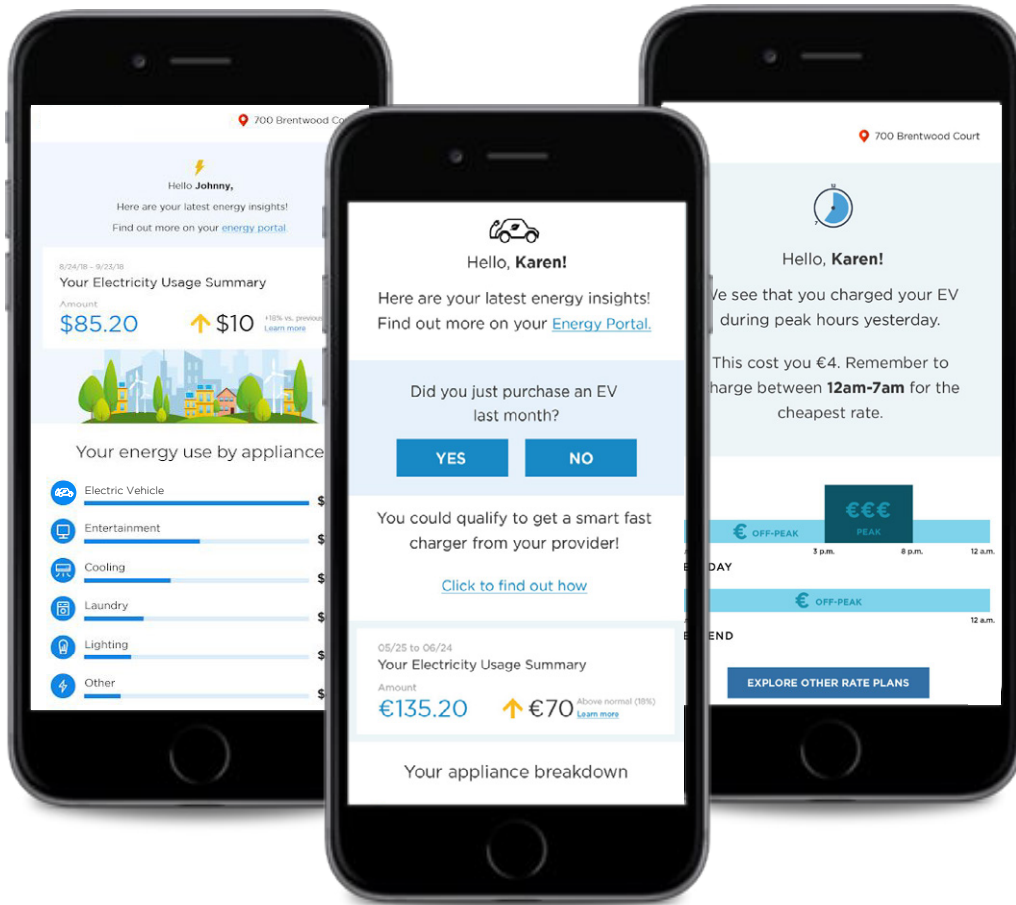 700 Brentwood
Hello Johnny,
Here are your latest energy insights!
Find out more on your energy portal.
8/24/18 - 9/23/18
Your Electricity Usage Summary
Amount
$85.20
$10
+18% vs. previous
Learn more
Your energy use by appliance
Electric Vehicle
$
Entertainment
$
Cooling
$
Laundry
$
Lighting
$
Other
$
Hello, Karen!
Here are your latest energy insights!
Find out more on your Energy Portal.
Did you just purchase an EV
last month?
YES
NO
You could qualify to get a smart fast
charger from your provider!
Click to find out how
05/25 to 06/24
Your Electricity Usage Summary
Amount
€135.20
€70
Above normal (18%)
Learn more
Your appliance breakdown
700 Brentwood Court
12
7
Hello, Karen!
We see that you charged your EV
during peak hours yesterday.
This cost you €4. Remember to
charge between 12am-7am for the
cheapest rate.
€€€
PEAK
€ OFF-PEAK
3 p.m.
8 p.m.
12 a.m.
DAY
€ OFF-PEAK
12 a.m.
END
EXPLORE OTHER RATE PLANS